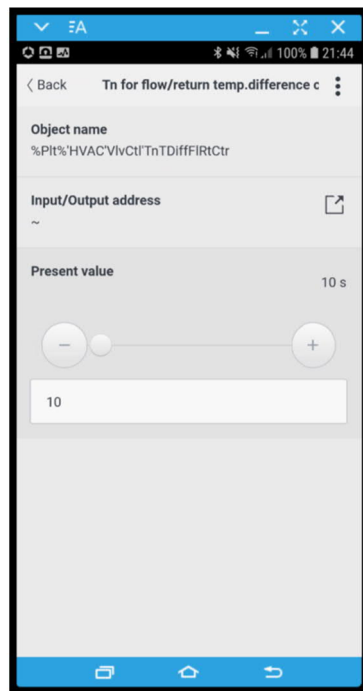 ΞA
100% 21:44
Back Tn for flow/return temp.difference c
Object name
%Plt%'HVAC'VlvCtl'TnTDiffFlRtCtr
Input/Output address
~
Present value
10 s
10